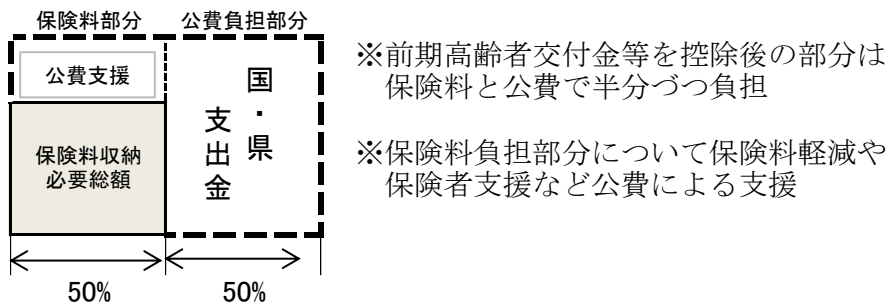 保険料部分 公費負担部分
公費支援
国・県
支出金
保険料収納
必要総額
50% 50%
※前期高齢者交付金等を控除後の部分は
保険料と公費で半分づつ負担
※保険料負担部分について保険料軽減や
保険者支援など公費による支援